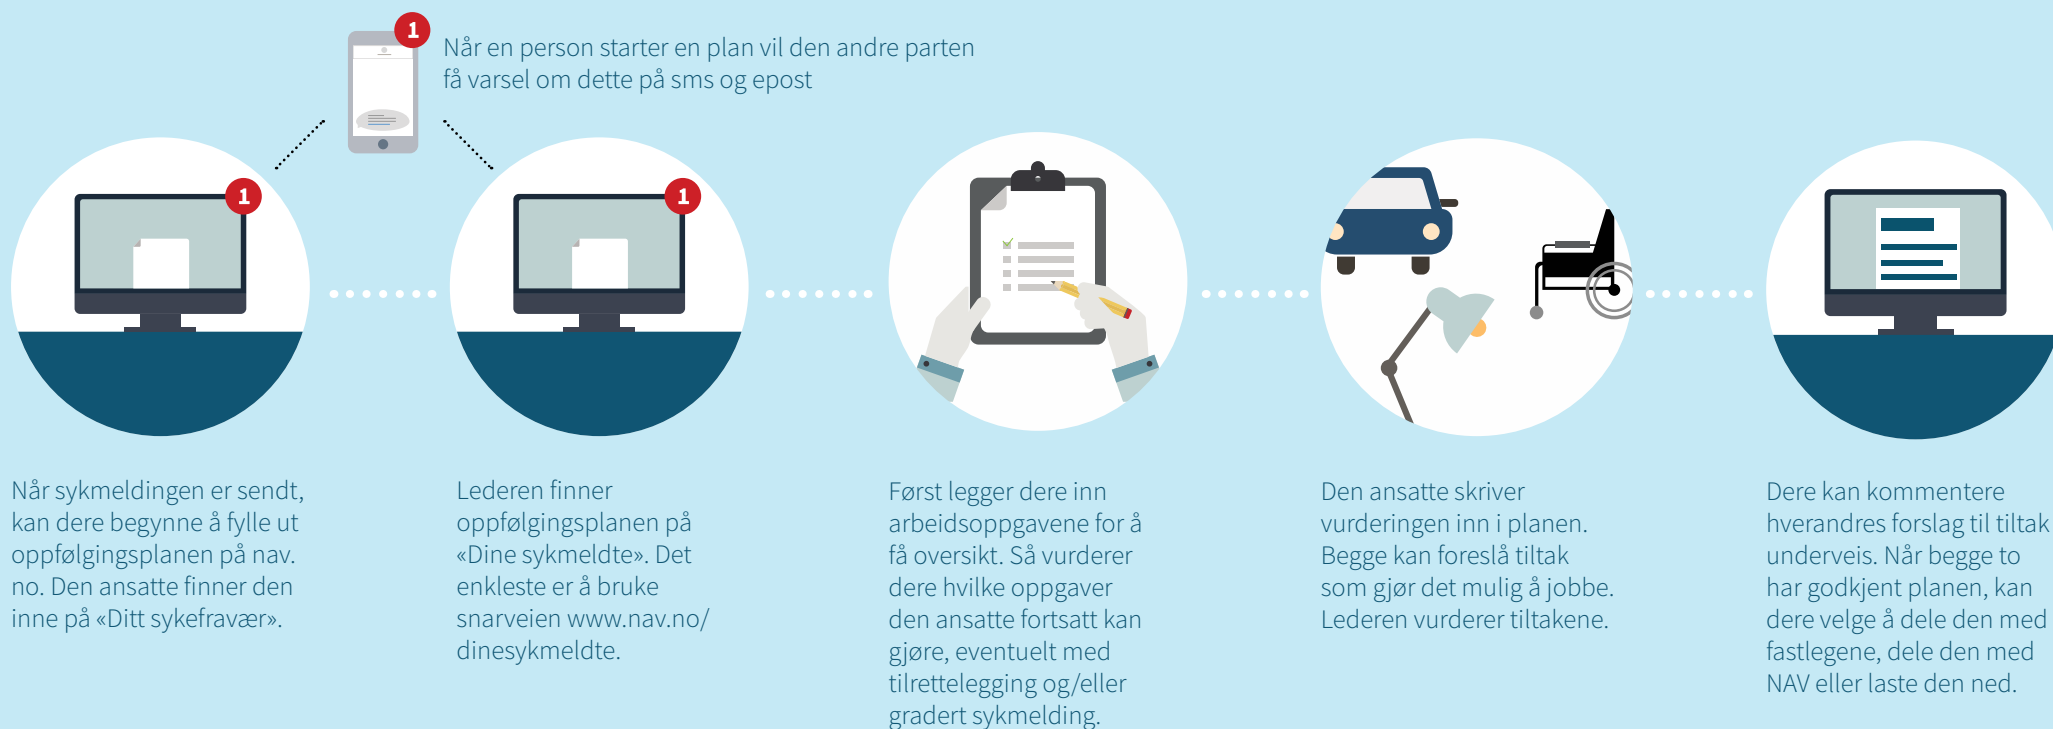 1
Når en person starter en plan vil den andre parten
få varsel om dette på sms og epost
1
1
Når sykmeldingen er sendt,
kan dere begynne å fylle ut
oppfølgingsplanen på nav.
no. Den ansatte finner den
inne på «Ditt sykefravær».
Lederen finner
oppfølgingsplanen på
«Dine sykmeldte». Det
enkleste er å bruke
snarveien www.nav.no/
dinesykmeldte.
Først legger dere inn
arbeidsoppgavene for å
få oversikt. Så vurderer
dere hvilke oppgaver
den ansatte fortsatt kan
gjøre, eventuelt med
tilrettelegging og/eller
gradert sykmelding.
Den ansatte skriver
vurderingen inn i planen.
Begge kan foreslå tiltak
som gjør det mulig å jobbe.
Lederen vurderer tiltakene.
Dere kan kommentere
hverandres forslag til tiltak
underveis. Når begge to
har godkjent planen, kan
dere velge å dele den med
fastlegene, dele den med
NAV eller laste den ned.